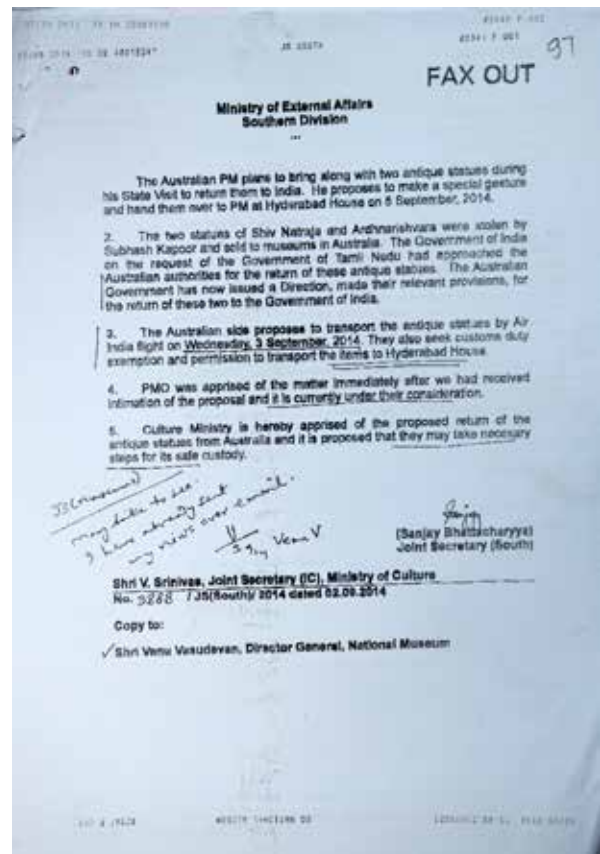 97
JS SOUTH
FAX OUT
Ministry of External Affairs
Southern Division
...
The Australian PM plans to bring along with two antique statues during
his State Visit to return them to India. He proposes to make a special gesture
and hand them over to PM at Hyderabad House on 5 September, 2014.
2. The two statues of Shiv Natraja and Ardhnarishvara were stolen by
Subhash Kapoor and sold to museums in Australia. The Government of India
on the request of the Government of Tamil Nadu had approached the
Australian authorities for the return of these antique statues. The Australian
Government has now issued a Direction, made their relevant provisions, for
the return of these two to the Government of India.
3. The Australian side proposes to transport the antique statues by Air
India flight on Wednesday, 3 September, 2014. They also seek customs duty
exemption and permission to transport the items to Hyderabad House.
4. PMO was apprised of the matter immediately after we had received
intimation of the proposal and it is currently under their consideration.
5. Culture Ministry is hereby apprised of the proposed return of the
antique statues from Australia and it is proposed that they may take necessary
steps for its safe custody.
may like to see
I have already sent
my views over email.
Venu V
3/9/14
(Sanjay Bhattacharyya)
Joint Secretary (South)
Shri V. Srinivas, Joint Secretary (IC), Ministry of Culture
No. 3268 / JS(South)/ 2014 dated 02.09.2014
Copy to:
✓ Shri Venu Vasudevan, Director General, National Museum